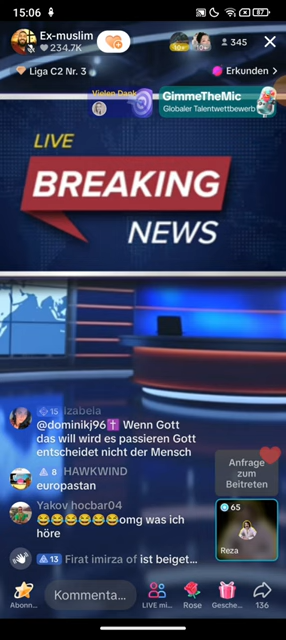 15:06
87
Ex-muslim
234.7K
345
Liga C2 Nr. 3
Erkunden
Vielen Dank
GimmeTheMic
Globaler Talentwettbewerb
LIVE
BREAKING
NEWS
15 Izabela
@dominikj96✝️ Wenn Gott
das will wird es passieren Gott
entscheidet nicht der Mensch
8 HAWKWIND
europastan
Yakov hocbar04
😂😂😂😂😂😂omg was ich
höre
13 Firat imirza of ist beiget...
Anfrage
zum
Beitreten
65
Reza
Abonn...
Kommenta...
LIVE mi...
Rose
Gesche...
136